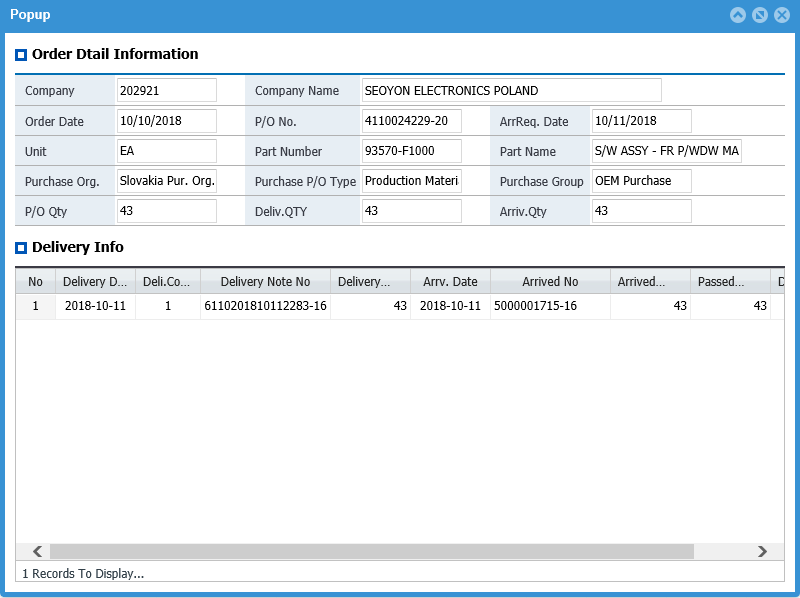 Popup
Order Dtail Information
Company 202921 Company Name SEOYON ELECTRONICS POLAND
Order Date 10/10/2018 P/O No. 4110024229-20 ArrReq. Date 10/11/2018
Unit EA Part Number 93570-F1000 Part Name S/W ASSY - FR P/WDW MA
Purchase Org. Slovakia Pur. Org. Purchase P/O Type Production Materi Purchase Group OEM Purchase
P/O Qty 43 Deliv.QTY 43 Arriv.Qty 43
Delivery Info
No Delivery D... Deli.Co... Delivery Note No Delivery... Arrv. Date Arrived No Arrived... Passed... D
1 2018-10-11 1 6110201810112283-16 43 2018-10-11 5000001715-16 43 43
1 Records To Display...